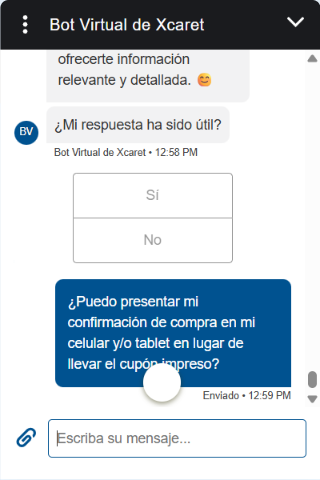 Bot Virtual de Xcaret
ofrecerte información
relevante y detallada. 😊
¿Mi respuesta ha sido útil?
BV
Bot Virtual de Xcaret • 12:58 PM
Sí
No
¿Puedo presentar mi
confirmación de compra en mi
celular y/o tablet en lugar de
llevar el cupón impreso?
Enviado • 12:59 PM
Escriba su mensaje...